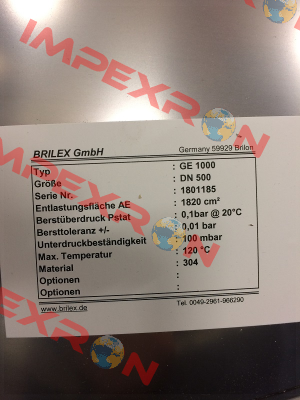 IMPEXRON
BRILEX GmbH
Germany 59929 Brilon
Typ : GE 1000
Größe : DN 500
Serie Nr. : 1801185
Entlastungsfläche AE : 1820 cm²
Berstüberdruck Pstat : 0,1bar @ 20°C
Bersttoleranz +/- : 0,01 bar
Unterdruckbeständigkeit : 100 mbar
Max. Temperatur : 120 °C
Material : 304
Optionen :
Optionen :
www.brilex.de
Tel. 0049-2961-966290
IMPEXRON
IMPEXRON